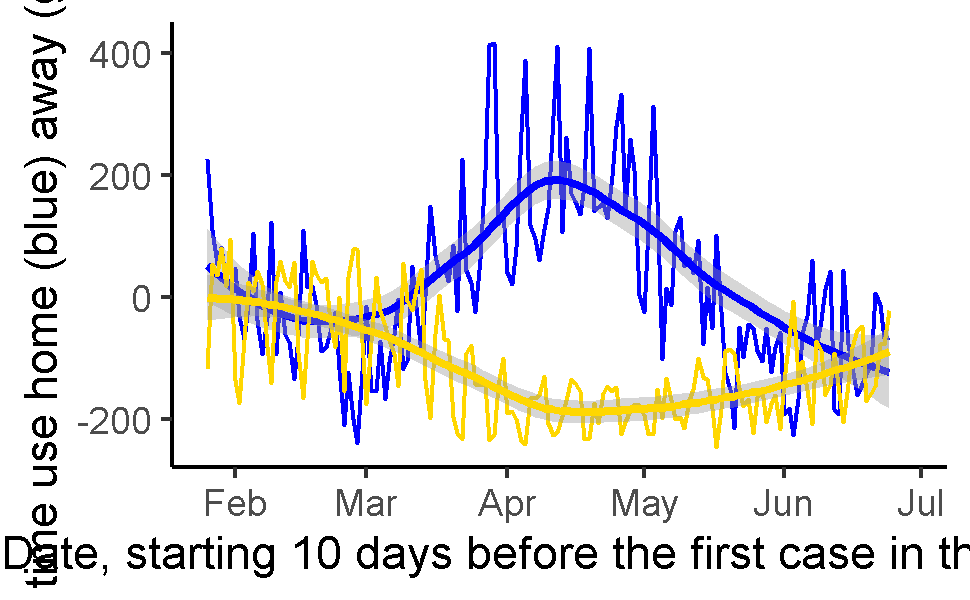 time use home (blue) away (
400
200
0
-200
Feb Mar Apr May Jun Jul
Date, starting 10 days before the first case in th